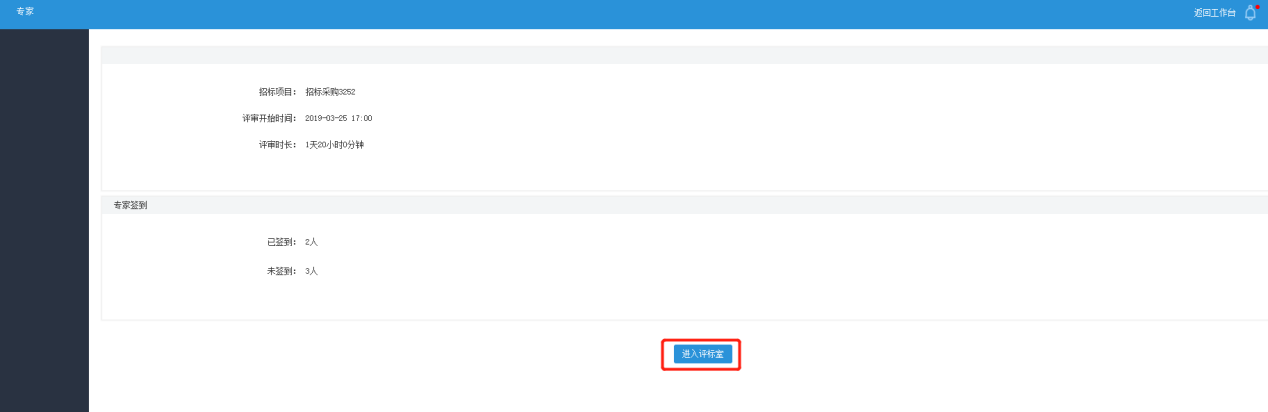 专家
返回工作台
招标项目： 招标采购3252
评审开始时间： 2019-03-25 17:00
评审时长： 1天20小时0分钟
专家签到
已签到： 2人
未签到： 3人
进入评标室